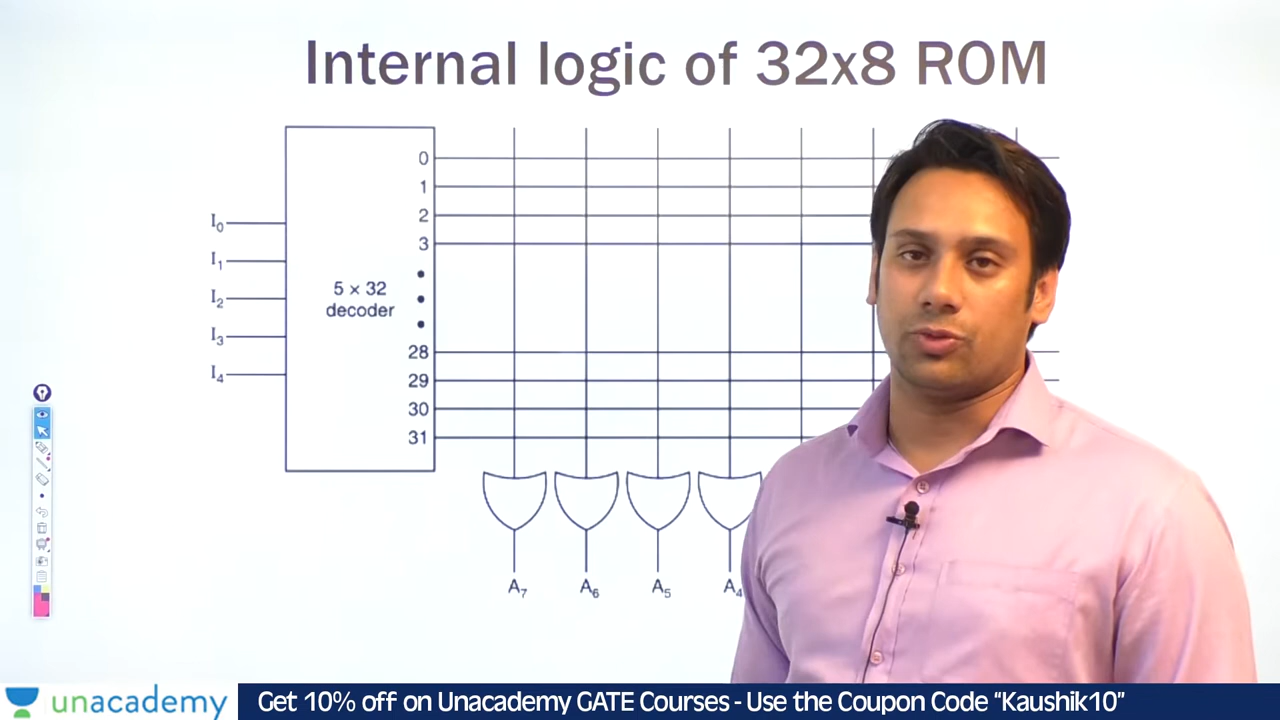 Internal logic of 32x8 ROM
0
1
I₀
2
I₁
3
I₂
5 × 32
decoder
I₃
28
I₄
29
30
31
A₇ A₆ A₅ A₄
unacademy
Get 10% off on Unacademy GATE Courses - Use the Coupon Code “Kaushik10”